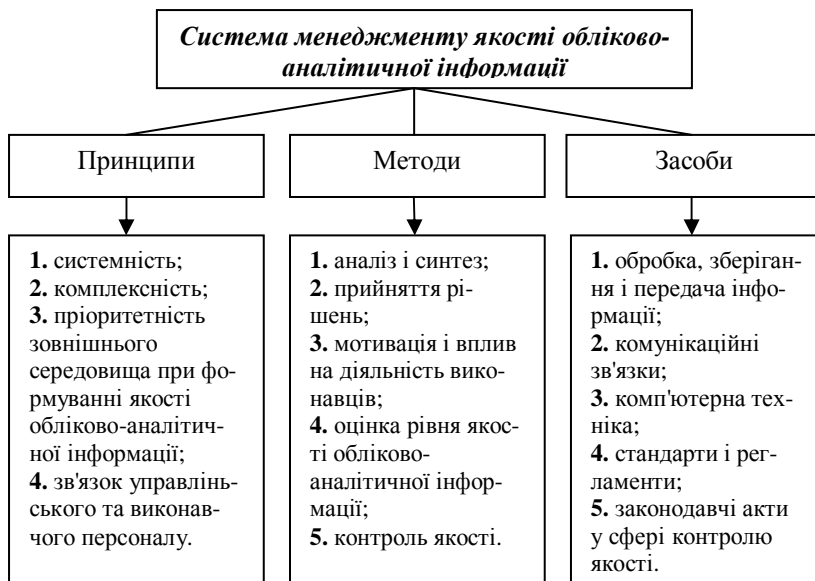 Система менеджменту якості обліково-
аналітичної інформації
Принципи
Методи
Засоби
1. системність;
2. комплексність;
3. пріоритетність
зовнішнього
середовища при фо-
рмуванні якості
обліково-аналітич-
ної інформації;
4. зв'язок управлінь-
ського та виконав-
чого персоналу.
1. аналіз і синтез;
2. прийняття рі-
шень;
3. мотивація і вплив
на діяльність вико-
навців;
4. оцінка рівня якос-
ті обліково-
аналітичної інфор-
мації;
5. контроль якості.
1. обробка, зберіган-
ня і передача інфо-
рмації;
2. комунікаційні
зв'язки;
3. комп'ютерна тех-
ніка;
4. стандарти і рег-
ламенти;
5. законодавчі акти
у сфері контролю
якості.